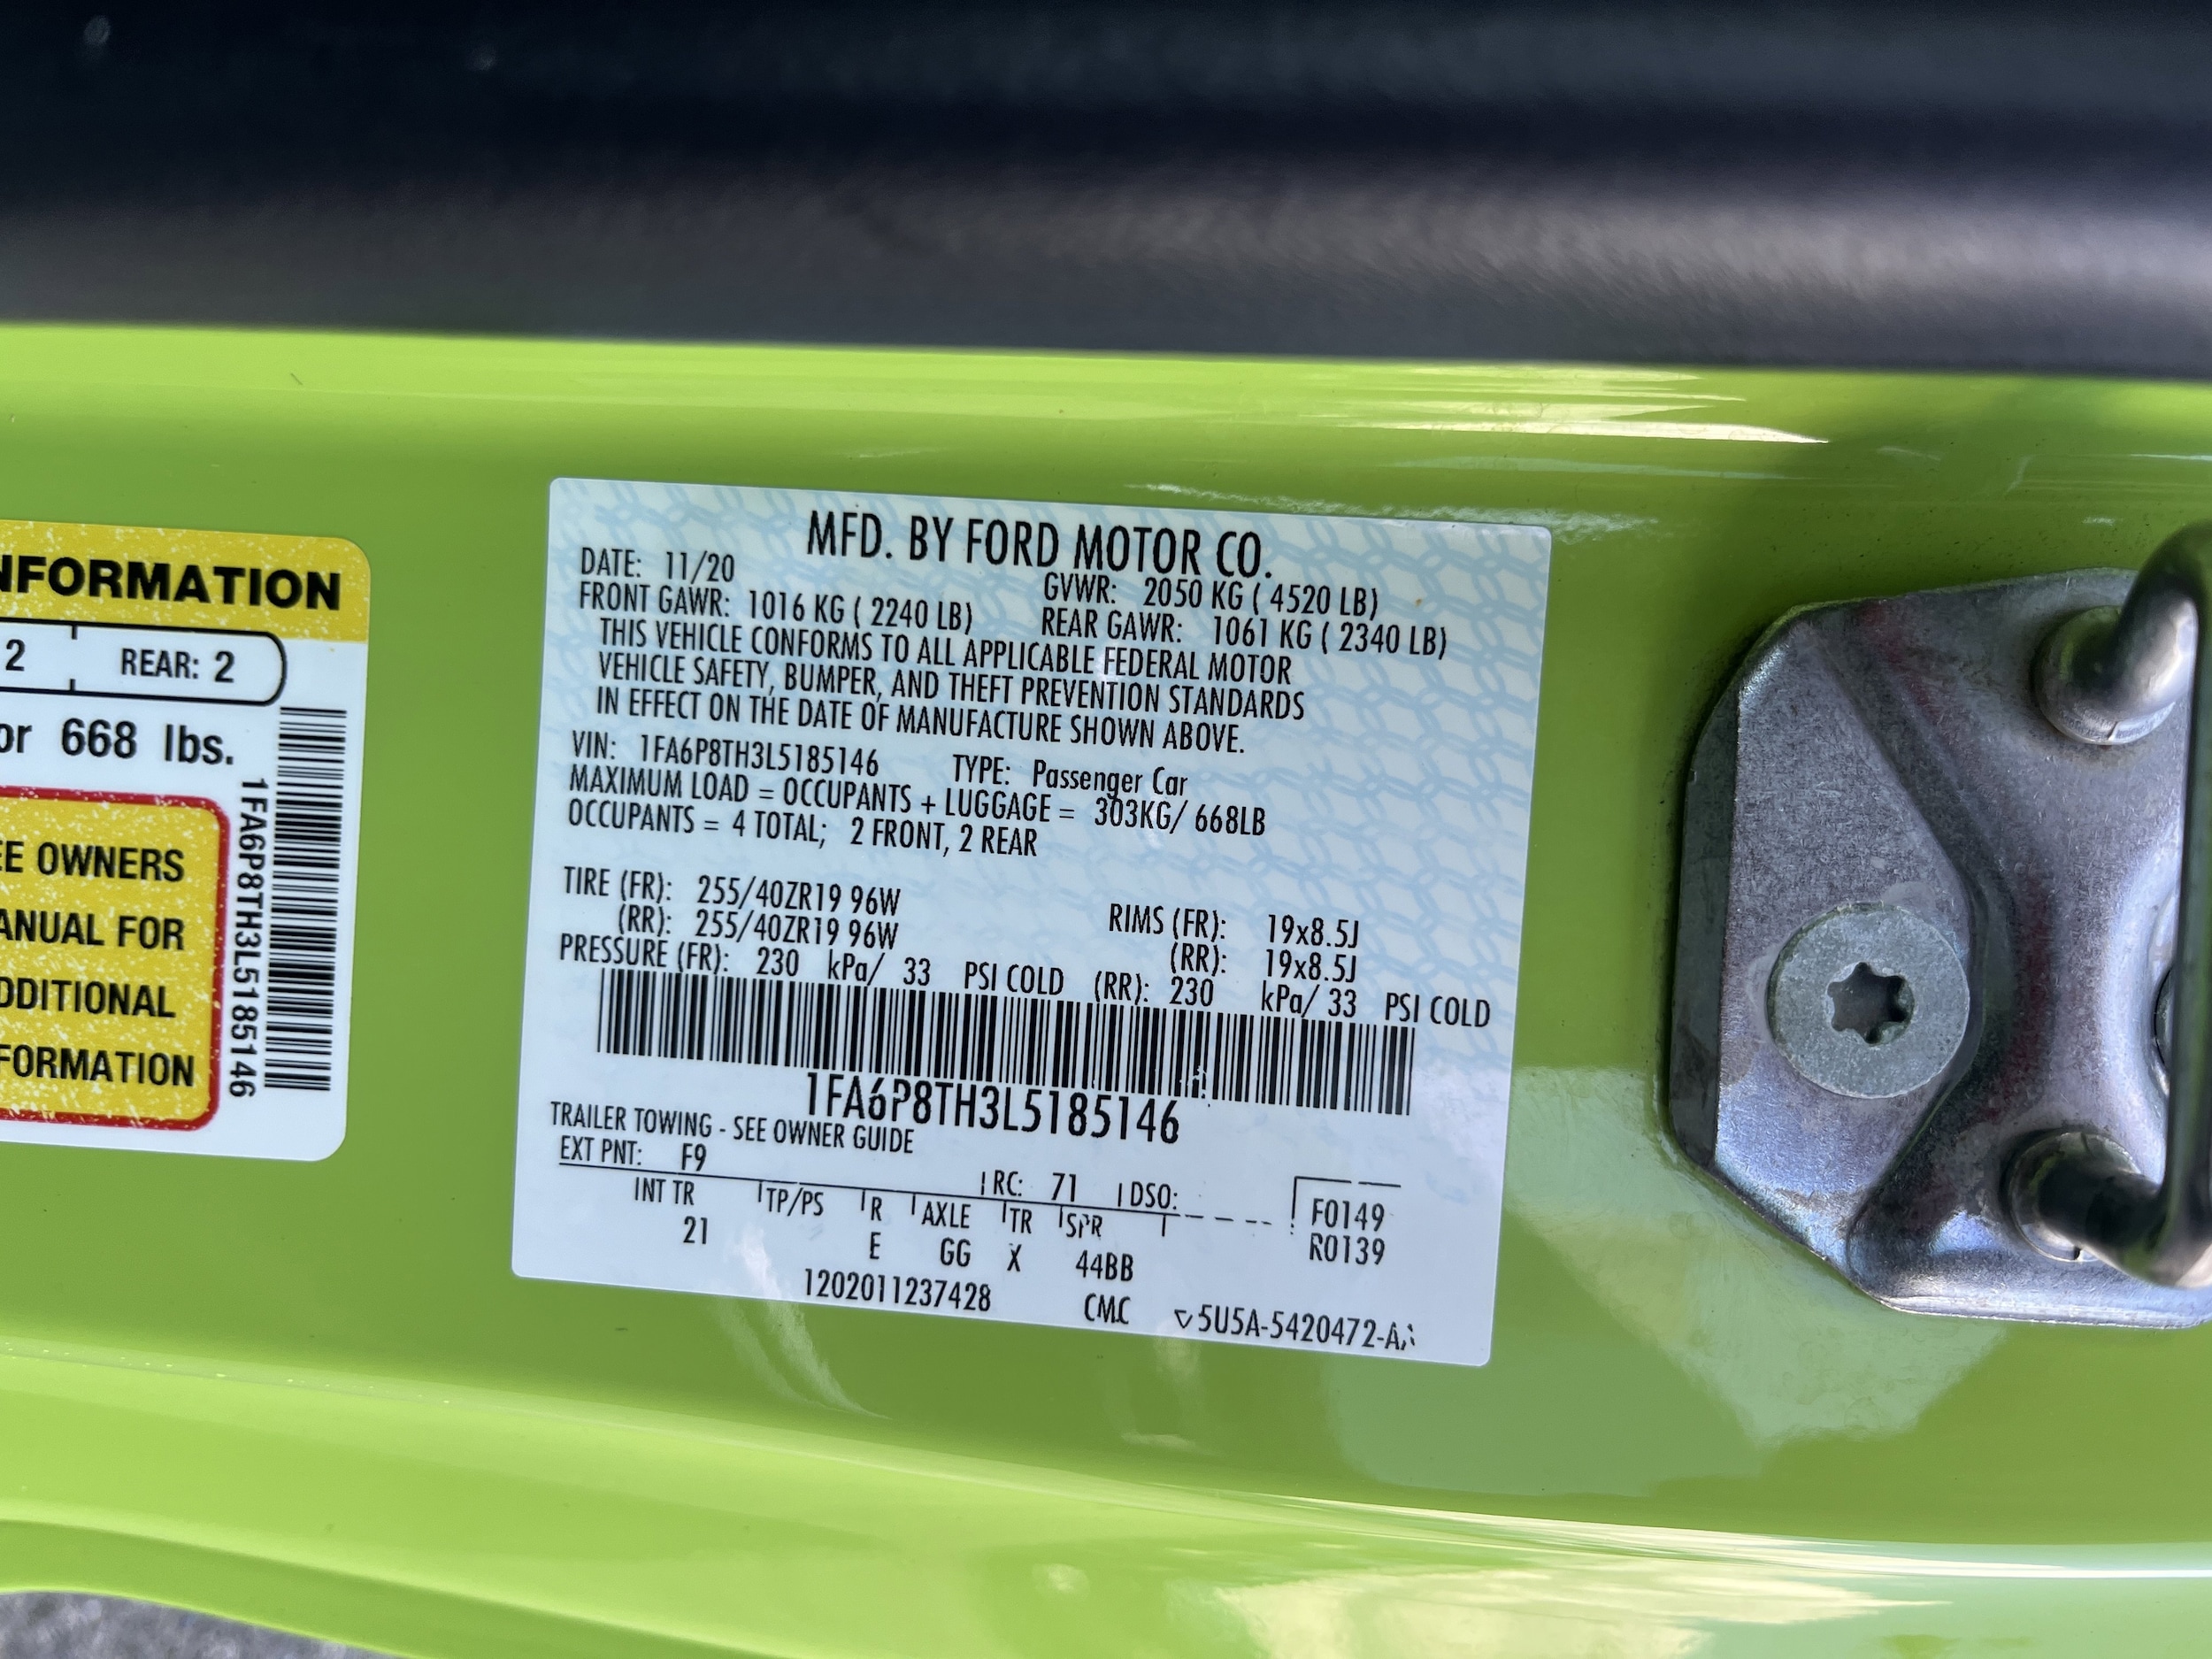 NFORMATION
2 REAR: 2
or 668 lbs.
EE OWNERS
ANUAL FOR
DDITIONAL
FORMATION
1FA6P8TH3L5185146
MFD. BY FORD MOTOR CO.
DATE: 11/20 GVWR: 2050 KG ( 4520 LB)
FRONT GAWR: 1016 KG ( 2240 LB) REAR GAWR: 1061 KG ( 2340 LB)
THIS VEHICLE CONFORMS TO ALL APPLICABLE FEDERAL MOTOR
VEHICLE SAFETY, BUMPER, AND THEFT PREVENTION STANDARDS
IN EFFECT ON THE DATE OF MANUFACTURE SHOWN ABOVE.
VIN: 1FA6P8TH3L5185146 TYPE: Passenger Car
MAXIMUM LOAD = OCCUPANTS + LUGGAGE = 303KG/ 668LB
OCCUPANTS = 4 TOTAL; 2 FRONT, 2 REAR
TIRE (FR): 255/40ZR19 96W RIMS (FR): 19x8.5J
(RR): 255/40ZR19 96W (RR): 19x8.5J
PRESSURE (FR): 230 kPa/ 33 PSI COLD (RR): 230 kPa/ 33 PSI COLD
1FA6P8TH3L5185146
TRAILER TOWING - SEE OWNER GUIDE
EXT PNT: F9 RC: 71 DSO:
INT TR TP/PS R AXLE TR SPR F0149
21 E GG X 44BB R0139
1202011237428 CMC 5U5A-5420472-A